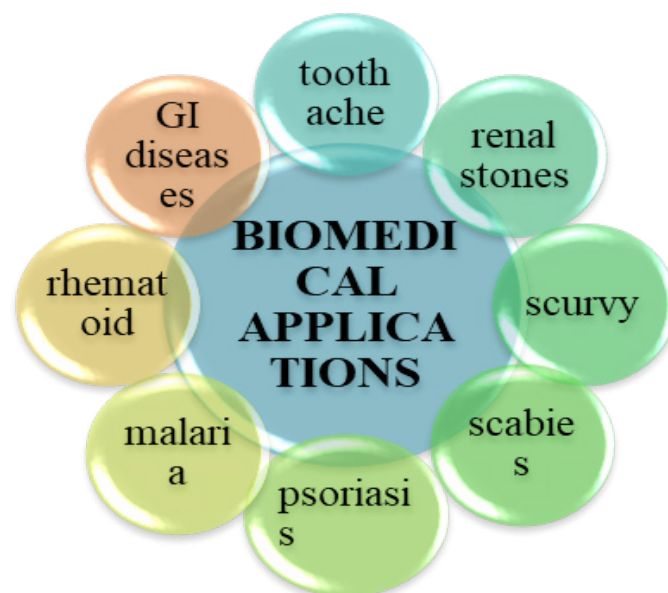 BIOMEDI
CAL
APPLICA
TIONS
tooth
ache
renal
stones
scurvy
scabie
s
psoriasi
s
malari
a
rhemat
oid
GI
diseas
es